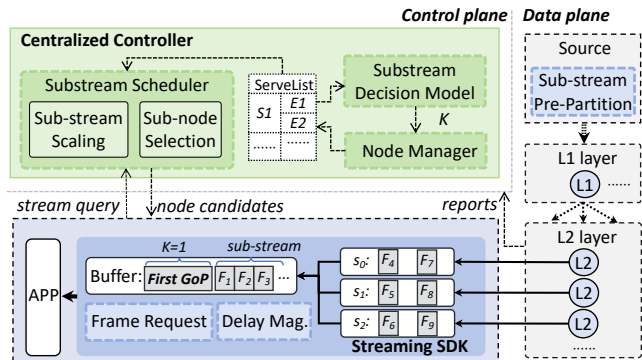 Control plane
Data plane
Centralized Controller
Substream Scheduler
Sub-stream
Scaling
Sub-node
Selection
ServeList
S1
E1
E2
......
......
Substream
Decision Model
K
Node Manager
Source
Sub-stream
Pre-Partition
L1 layer
L1
......
stream query
node candidates
reports
L2 layer
L2
L2
L2
......
APP
K=1
sub-stream
Buffer:
First GoP
F1
F2
F3
...
s0:
F4
F7
s1:
F5
F8
s2:
F6
F9
Frame Request
Delay Mag.
Streaming SDK